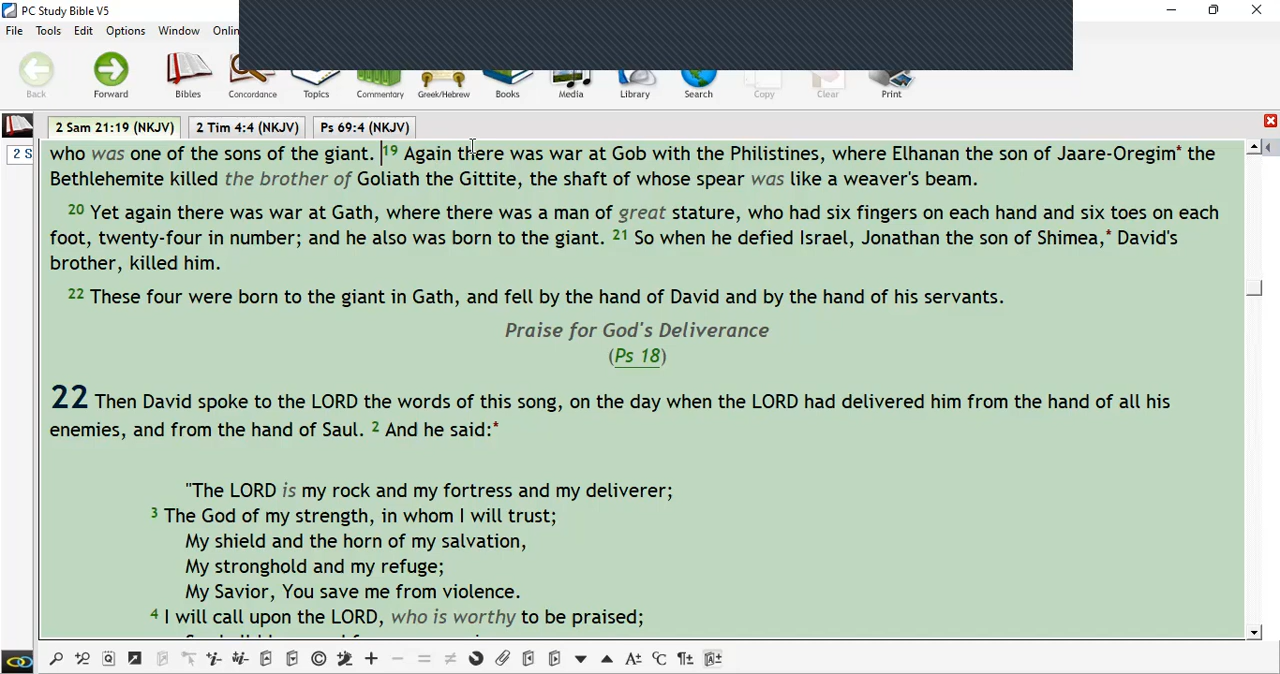 PC Study Bible V5
File Tools Edit Options Window Onlin
Back Forward Bibles Concordance Topics Commentary Greek/Hebrew Books Media Library Search Copy Clear Print
2 Sam 21:19 (NKJV) 2 Tim 4:4 (NKJV) Ps 69:4 (NKJV)
2 S
who was one of the sons of the giant. 19 Again there was war at Gob with the Philistines, where Elhanan the son of Jaare-Oregim* the
Bethlehemite killed the brother of Goliath the Gittite, the shaft of whose spear was like a weaver's beam.
20 Yet again there was war at Gath, where there was a man of great stature, who had six fingers on each hand and six toes on each
foot, twenty-four in number; and he also was born to the giant. 21 So when he defied Israel, Jonathan the son of Shimea,* David's
brother, killed him.
22 These four were born to the giant in Gath, and fell by the hand of David and by the hand of his servants.
Praise for God's Deliverance
(Ps 18)
22 Then David spoke to the LORD the words of this song, on the day when the LORD had delivered him from the hand of all his
enemies, and from the hand of Saul. 2 And he said:*
"The LORD is my rock and my fortress and my deliverer;
3 The God of my strength, in whom I will trust;
My shield and the horn of my salvation,
My stronghold and my refuge;
My Savior, You save me from violence.
4 I will call upon the LORD, who is worthy to be praised;